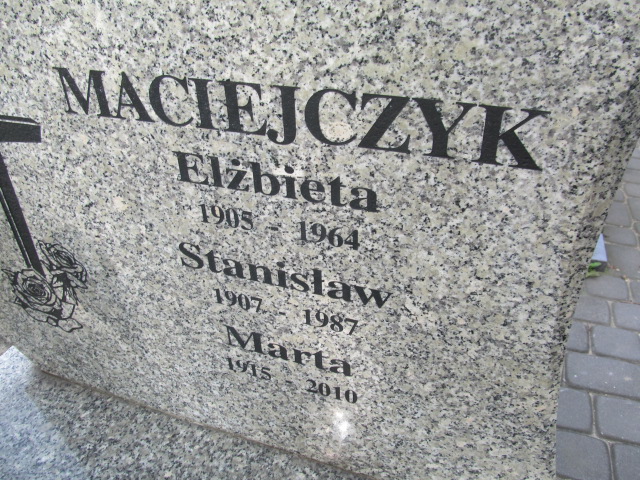 MACIEJCZYK
Elżbieta
1905 - 1964
Stanisław
1907 - 1987
Marta
1915 - 2010